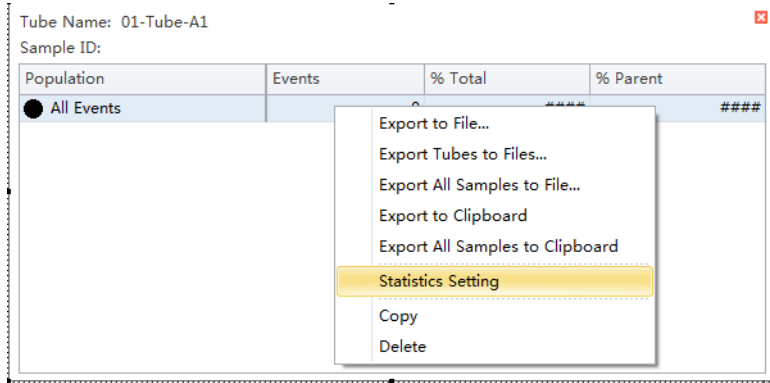 Tube Name: 01-Tube-A1
Sample ID:
Population Events % Total % Parent
All Events #### ####
Export to File...
Export Tubes to Files...
Export All Samples to File...
Export to Clipboard
Export All Samples to Clipboard
Statistics Setting
Copy
Delete